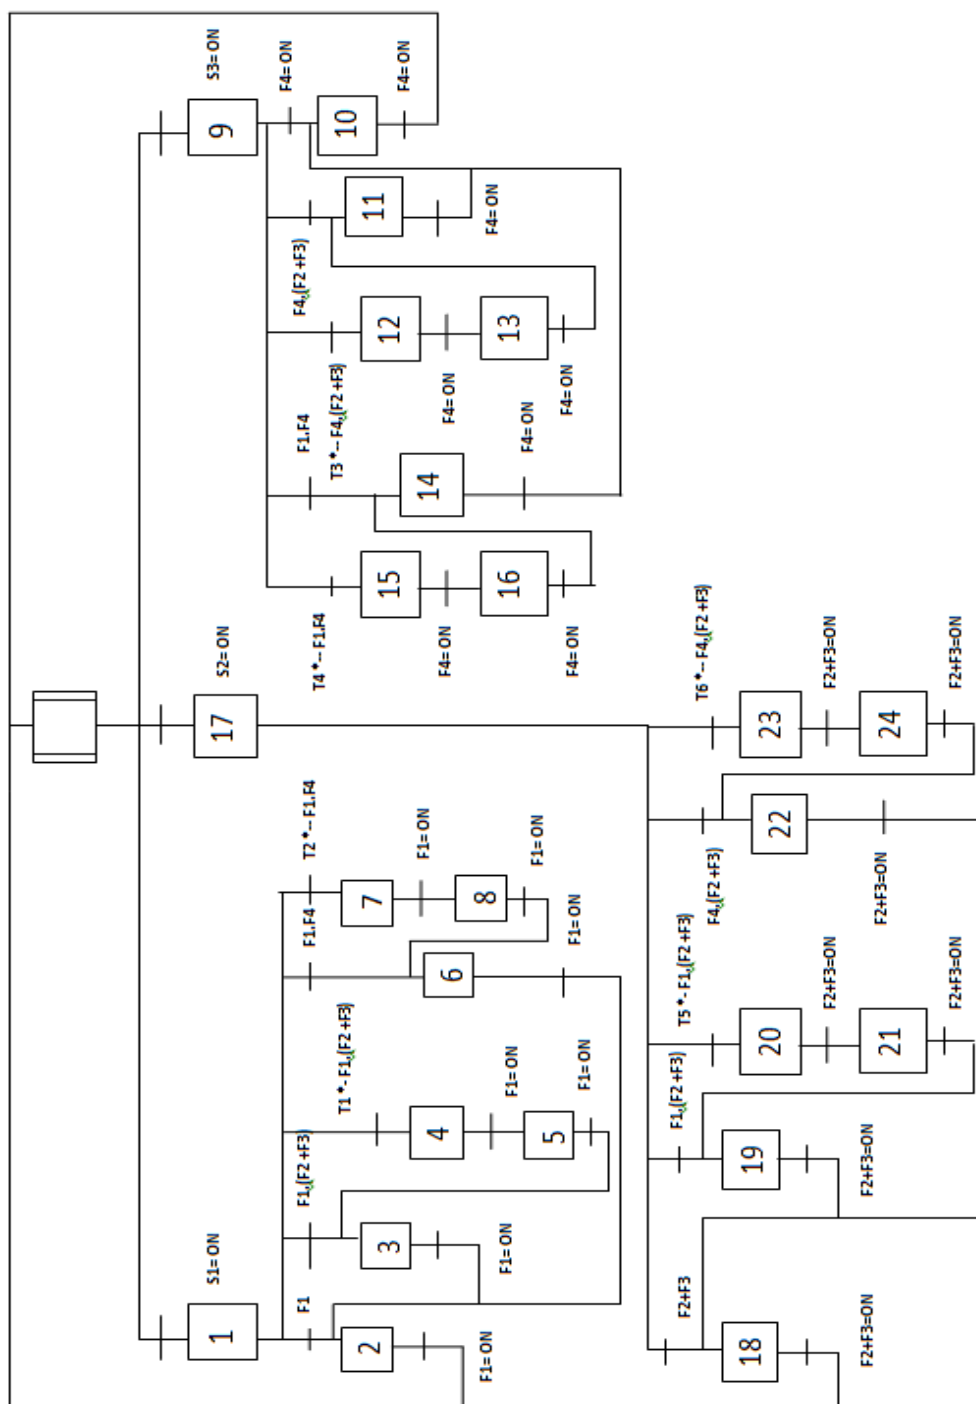 S1= ON
S2= ON
S3= ON
1
17
9
F4= ON
F1
F1,(F2 +F3)
F1.F4
T2 *-- F1.F4
T4 *-- F1.F4
F1.F4
F4,(F2 +F3)
T1 *- F1,(F2 +F3)
T3 *-- F4,(F2 +F3)
10
2
3
7
15
12
11
F4= ON
4
6
14
F1= ON
F4= ON
F4= ON
8
F4= ON
F1= ON
F1= ON
F1= ON
16
13
5
F1= ON
F4= ON
F1= ON
F1= ON
F4= ON
F4= ON
F2+F3
F1,(F2 +F3)
T5 *- F1,(F2 +F3)
F4,(F2 +F3)
T6 *-- F4,(F2 +F3)
18
19
20
22
23
F2+F3=ON
F2+F3=ON
F2+F3=ON
F2+F3=ON
F2+F3=ON
21
24
F2+F3=ON
F2+F3=ON